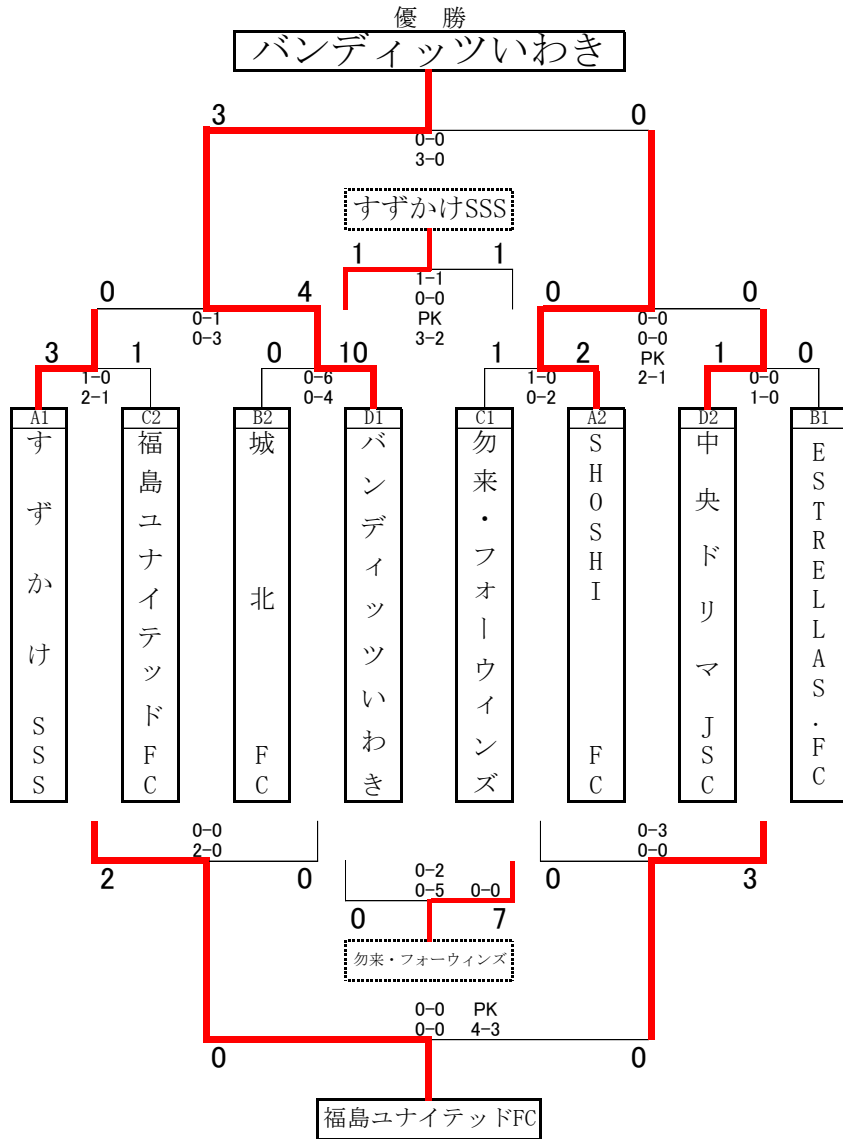 優 勝
バンディッツいわき
3 0
0-0
3-0
すずかけSSS
1 1
1-1
0-0
PK
3-2
0 4
0-1
0-3
0 0
0-0
0-0
PK
2-1
3 1
1-0
2-1
0 10
0-6
0-4
1 2
1-0
0-2
1 0
0-0
1-0
A1
すずかけSSS
C2
福島ユナイテッドFC
B2
城北FC
D1
バンディッツいわき
C1
勿来・フォーウィンズ
A2
SHOSHI FC
D2
中央ドリマJSC
B1
ESTRELLAS.FC
0-0
2-0
2 0
0-3
0-0
0 3
0-2
0-5 0-0
0 7
勿来・フォーウィンズ
0-0 PK
0-0 4-3
0 0
福島ユナイテッドFC